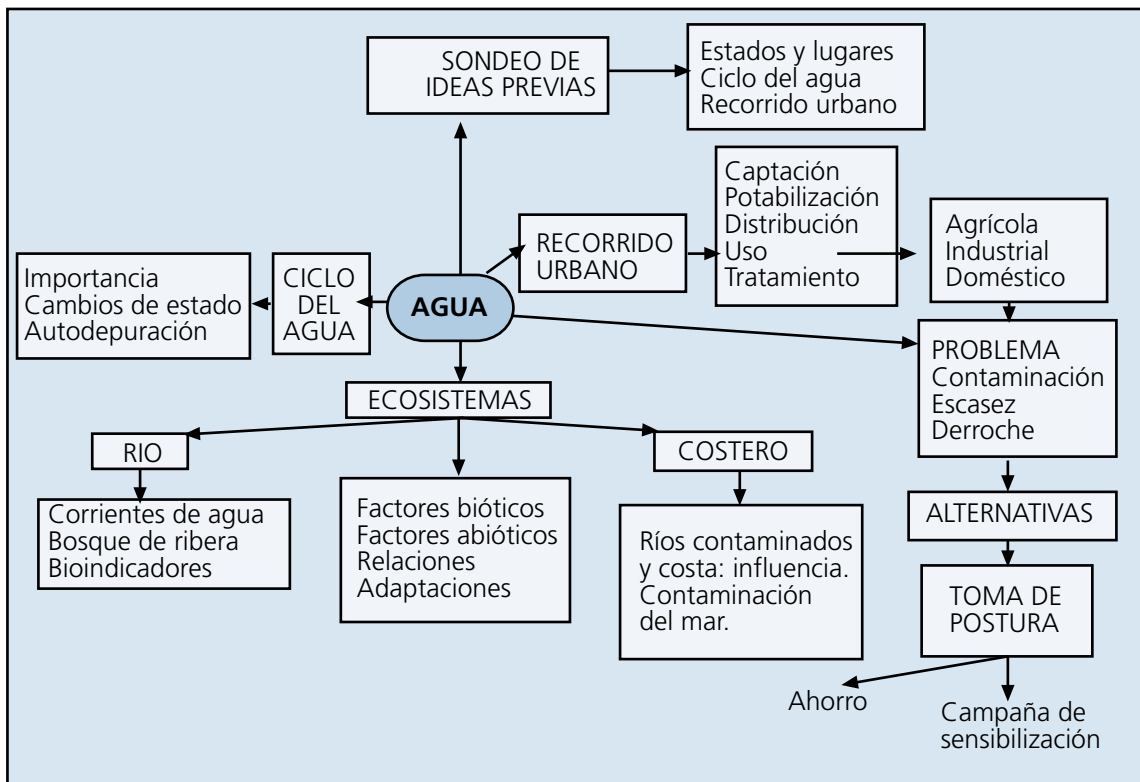 SONDEO DE
IDEAS PREVIAS
Estados y lugares
Ciclo del agua
Recorrido urbano
Captación
Potabilización
Distribución
Uso
Tratamiento
RECORRIDO
URBANO
Agrícola
Industrial
Doméstico
Importancia
Cambios de estado
Autodepuración
CICLO
DEL
AGUA
AGUA
PROBLEMA
Contaminación
Escasez
Derroche
ECOSISTEMAS
RIO
COSTERO
Corrientes de agua
Bosque de ribera
Bioindicadores
Factores bióticos
Factores abióticos
Relaciones
Adaptaciones
Ríos contaminados
y costa: influencia.
Contaminación
del mar.
ALTERNATIVAS
TOMA DE
POSTURA
Ahorro
Campaña de
sensibilización